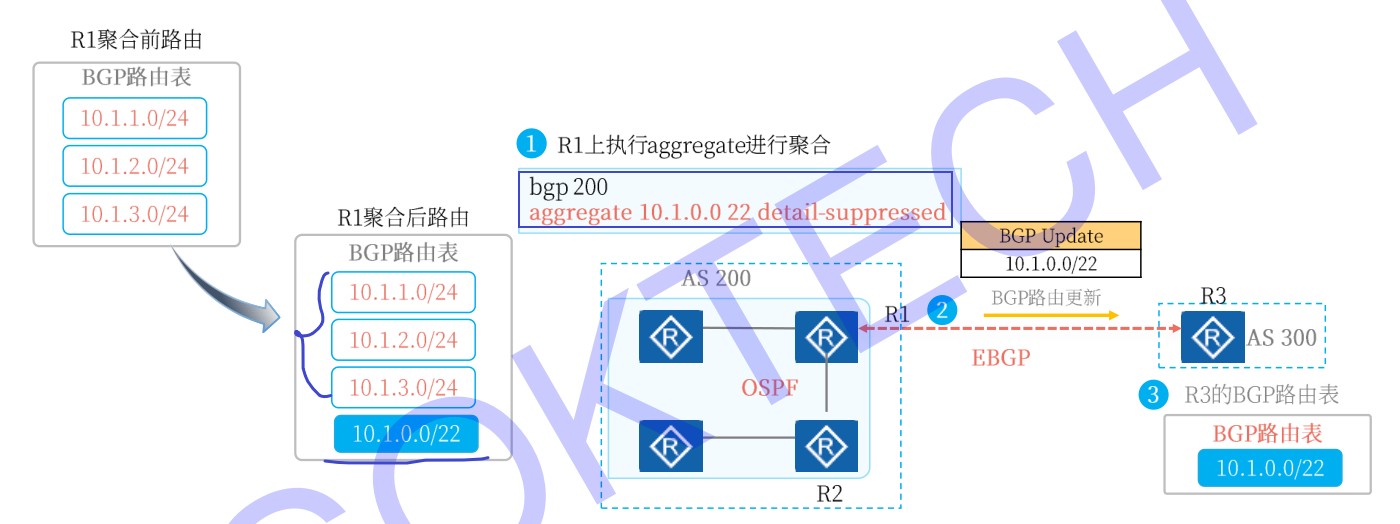 R1聚合前路由
BGP路由表
10.1.1.0/24
10.1.2.0/24
10.1.3.0/24
R1聚合后路由
BGP路由表
10.1.1.0/24
10.1.2.0/24
10.1.3.0/24
10.1.0.0/22
1 R1上执行aggregate进行聚合
bgp 200
aggregate 10.1.0.0 22 detail-suppressed
BGP Update
10.1.0.0/22
AS 200
R
R
R1
2
BGP路由更新
EBGP
R3
R
AS 300
OSPF
R
R
R2
3 R3的BGP路由表
BGP路由表
10.1.0.0/22
OKTECH